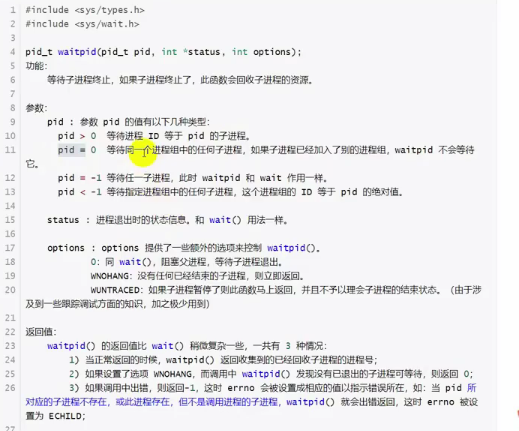 1 #include <sys/types.h>
2 #include <sys/wait.h>
3
4 pid_t waitpid(pid_t pid, int *status, int options);
5 功能：
6 等待子进程终止，如果子进程终止了，此函数会回收子进程的资源。
7
8 参数：
9 pid : 参数 pid 的值有以下几种类型：
10 pid > 0 等待进程 ID 等于 pid 的子进程。
11 pid = 0 等待同一个进程组中的任何子进程，如果子进程已经加入了别的进程组，waitpid 不会等待
它。
12 pid = -1 等待任一子进程，此时 waitpid 和 wait 作用一样。
13 pid < -1 等待指定进程组中的任何子进程，这个进程组的 ID 等于 pid 的绝对值。
14
15 status : 进程退出时的状态信息。和 wait() 用法一样。
16
17 options : options 提供了一些额外的选项来控制 waitpid()。
18 0：同 wait()，阻塞父进程，等待子进程退出。
19 WNOHANG：没有任何已经结束的子进程，则立即返回。
20 WUNTRACED：如果子进程暂停了则此函数马上返回，并且不予以理会子进程的结束状态。（由于涉
及到一些跟踪调试方面的知识，加之极少用到）
21
22 返回值：
23 waitpid() 的返回值比 wait() 稍微复杂一些，一共有 3 种情况：
24 1) 当正常返回的时候，waitpid() 返回收集到的已经回收子进程的进程号；
25 2) 如果设置了选项 WNOHANG，而调用中 waitpid() 发现没有已退出的子进程可等待，则返回 0；
26 3) 如果调用中出错，则返回-1，这时 errno 会被设置成相应的值以指示错误所在，如：当 pid 所
对应的子进程不存在，或此进程存在，但不是调用进程的子进程，waitpid() 就会出错返回，这时 errno 被设
置为 ECHILD；
27